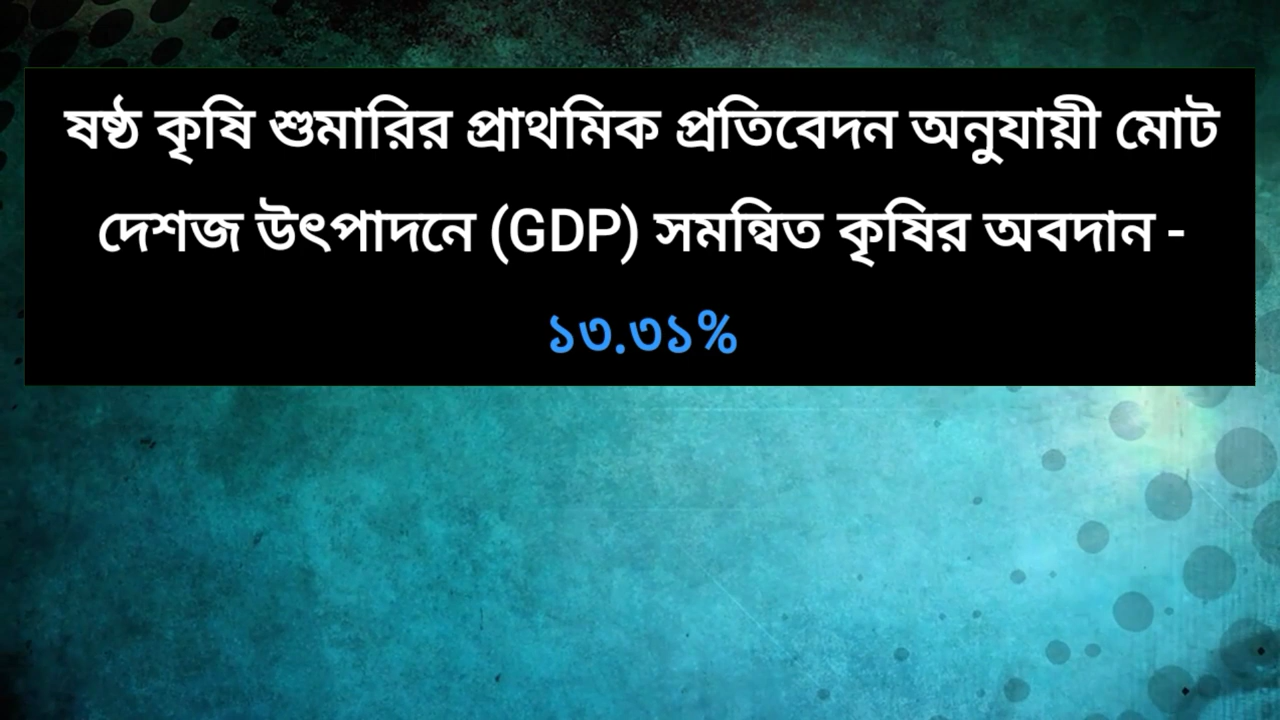 ষষ্ঠ কৃষি শুমারির প্রাথমিক প্রতিবেদন অনুযায়ী মোট
দেশজ উৎপাদনে (GDP) সমন্বিত কৃষির অবদান -
১৩.৩১%